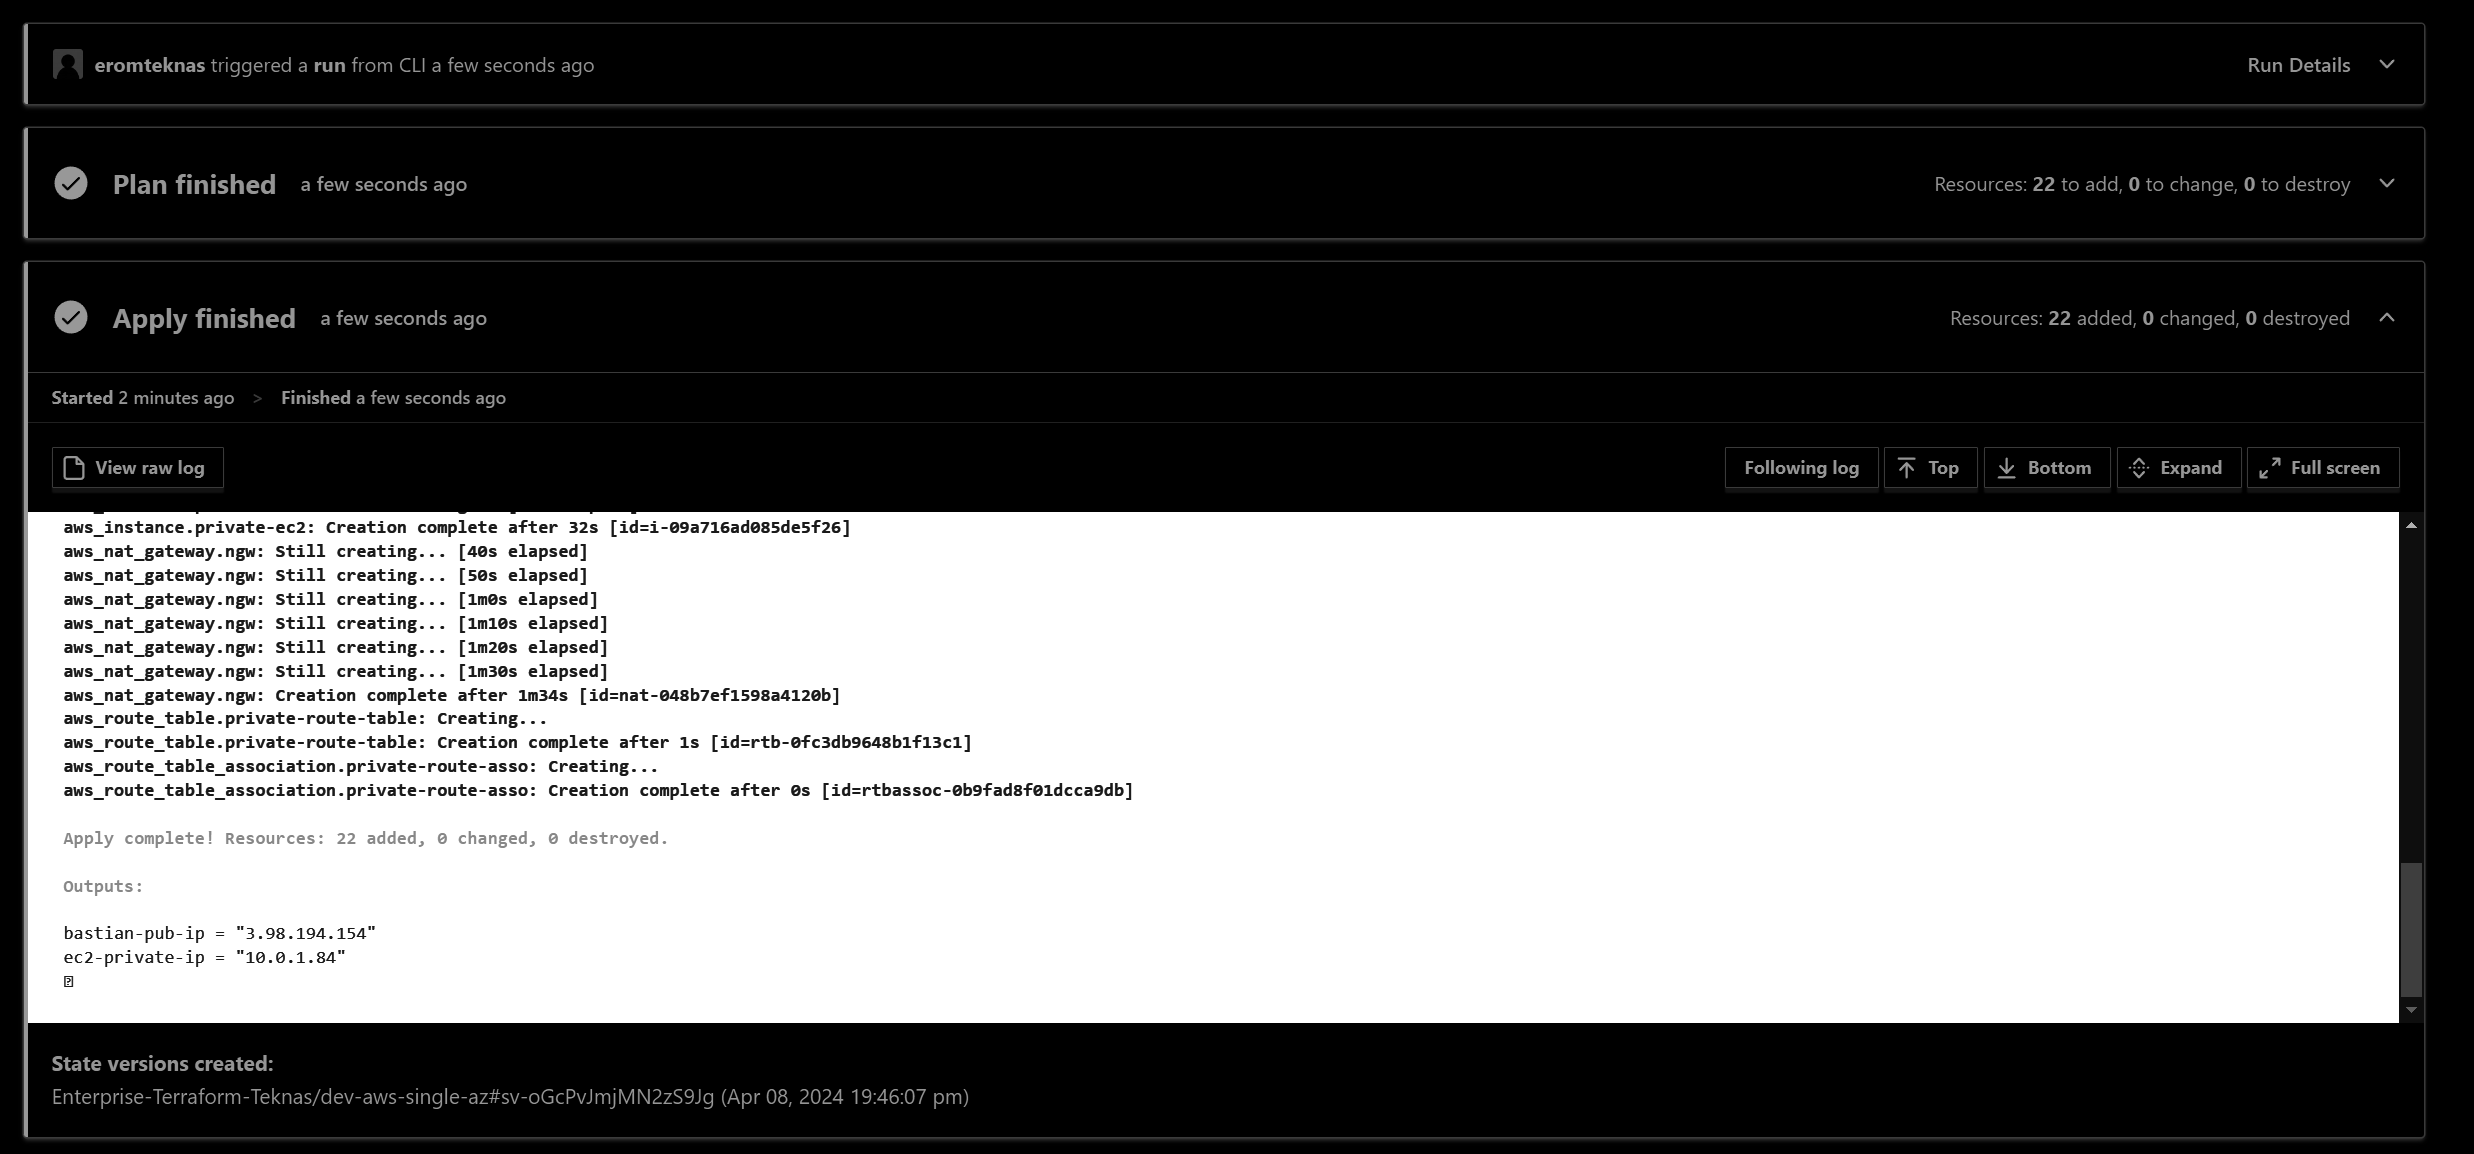 eromteknas triggered a run from CLI a few seconds ago
Run Details
Plan finished a few seconds ago
Resources: 22 to add, 0 to change, 0 to destroy
Apply finished a few seconds ago
Resources: 22 added, 0 changed, 0 destroyed
Started 2 minutes ago > Finished a few seconds ago
View raw log
Following log
Top
Bottom
Expand
Full screen
aws_instance.private-ec2: Creation complete after 32s [id=i-09a716ad085de5f26]
aws_nat_gateway.ngw: Still creating... [40s elapsed]
aws_nat_gateway.ngw: Still creating... [50s elapsed]
aws_nat_gateway.ngw: Still creating... [1m0s elapsed]
aws_nat_gateway.ngw: Still creating... [1m10s elapsed]
aws_nat_gateway.ngw: Still creating... [1m20s elapsed]
aws_nat_gateway.ngw: Still creating... [1m30s elapsed]
aws_nat_gateway.ngw: Creation complete after 1m34s [id=nat-048b7ef1598a4120b]
aws_route_table.private-route-table: Creating...
aws_route_table.private-route-table: Creation complete after 1s [id=rtb-0fc3db9648b1f13c1]
aws_route_table_association.private-route-asso: Creating...
aws_route_table_association.private-route-asso: Creation complete after 0s [id=rtbassoc-0b9fad8f01dcca9db]
Apply complete! Resources: 22 added, 0 changed, 0 destroyed.
Outputs:
bastian-pub-ip = "3.98.194.154"
ec2-private-ip = "10.0.1.84"
State versions created:
Enterprise-Terraform-Teknas/dev-aws-single-az#sv-oGcPvJmjMN2zS9Jg (Apr 08, 2024 19:46:07 pm)